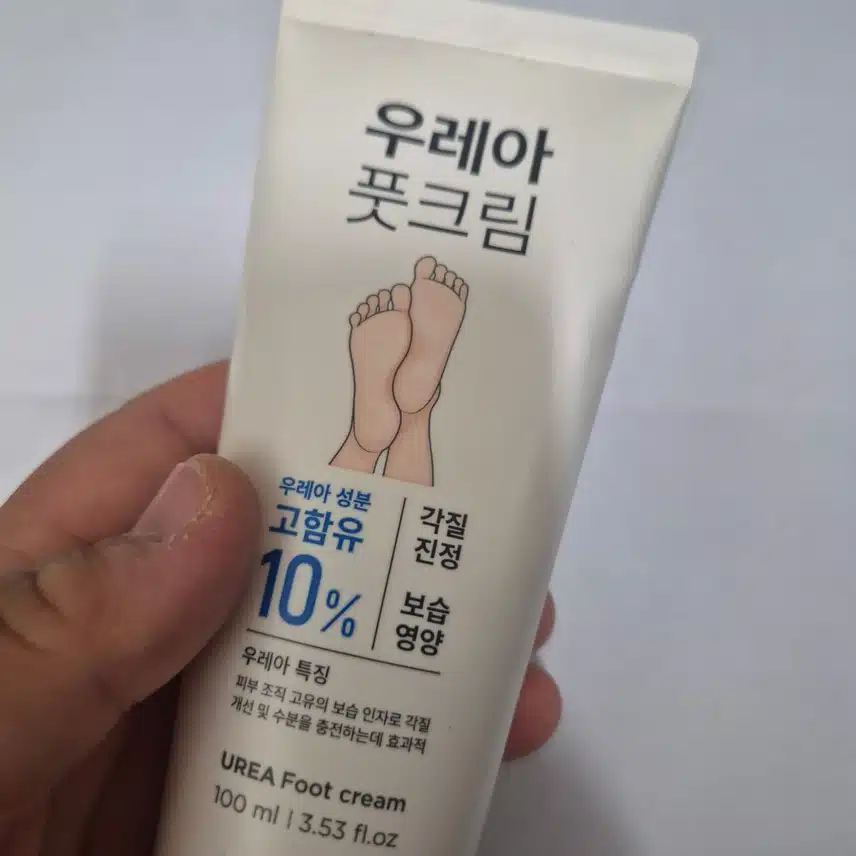 우레아
풋크림
우레아 성분
고함유
10%
각질
진정
보습
영양
우레아 특징
피부 조직 고유의 보습 인자로 각질
개선 및 수분을 충전하는데 효과적
UREA Foot cream
100 ml | 3.53 fl.oz